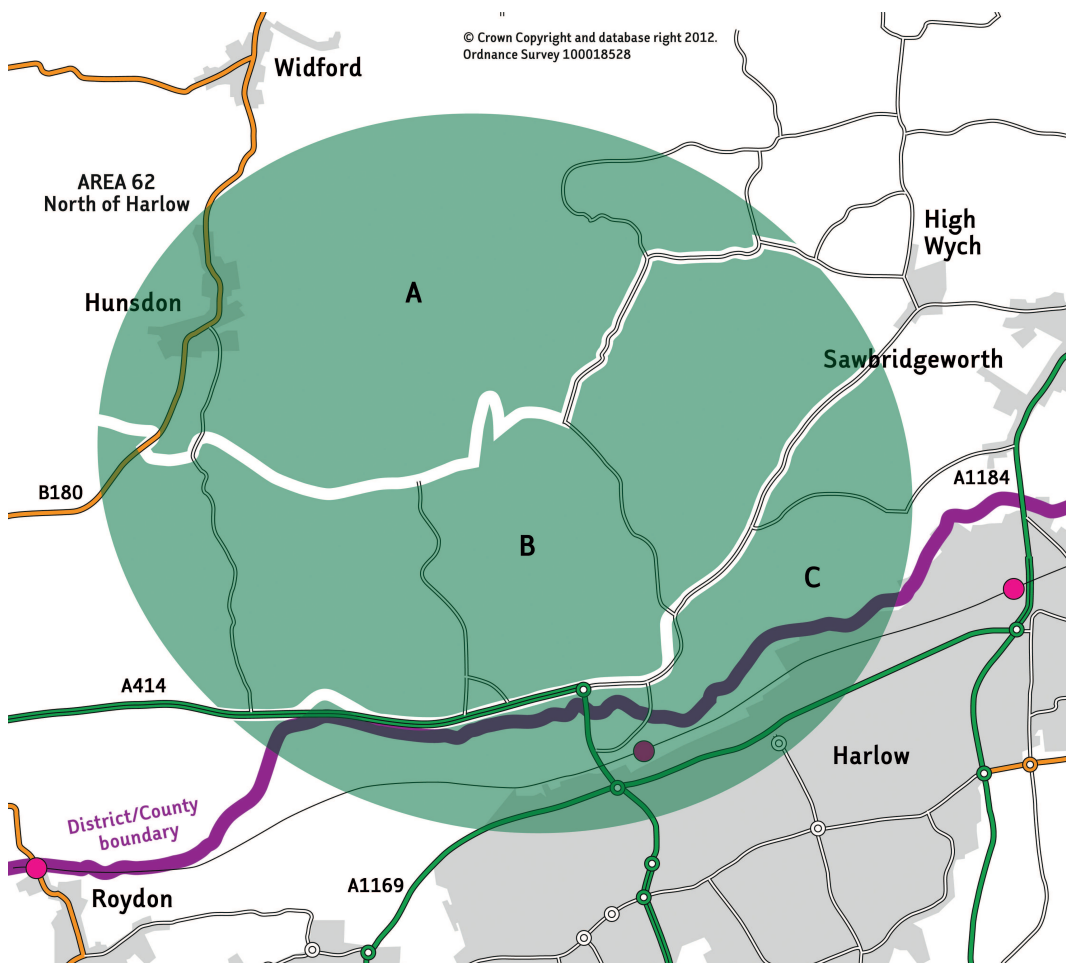 © Crown Copyright and database right 2012.
Ordnance Survey 100018528
Widford
AREA 62
North of Harlow
High
Wych
Hunsdon
A
Sawbridgeworth
B180
A1184
B
C
A414
Harlow
District/County
boundary
Roydon
A1169